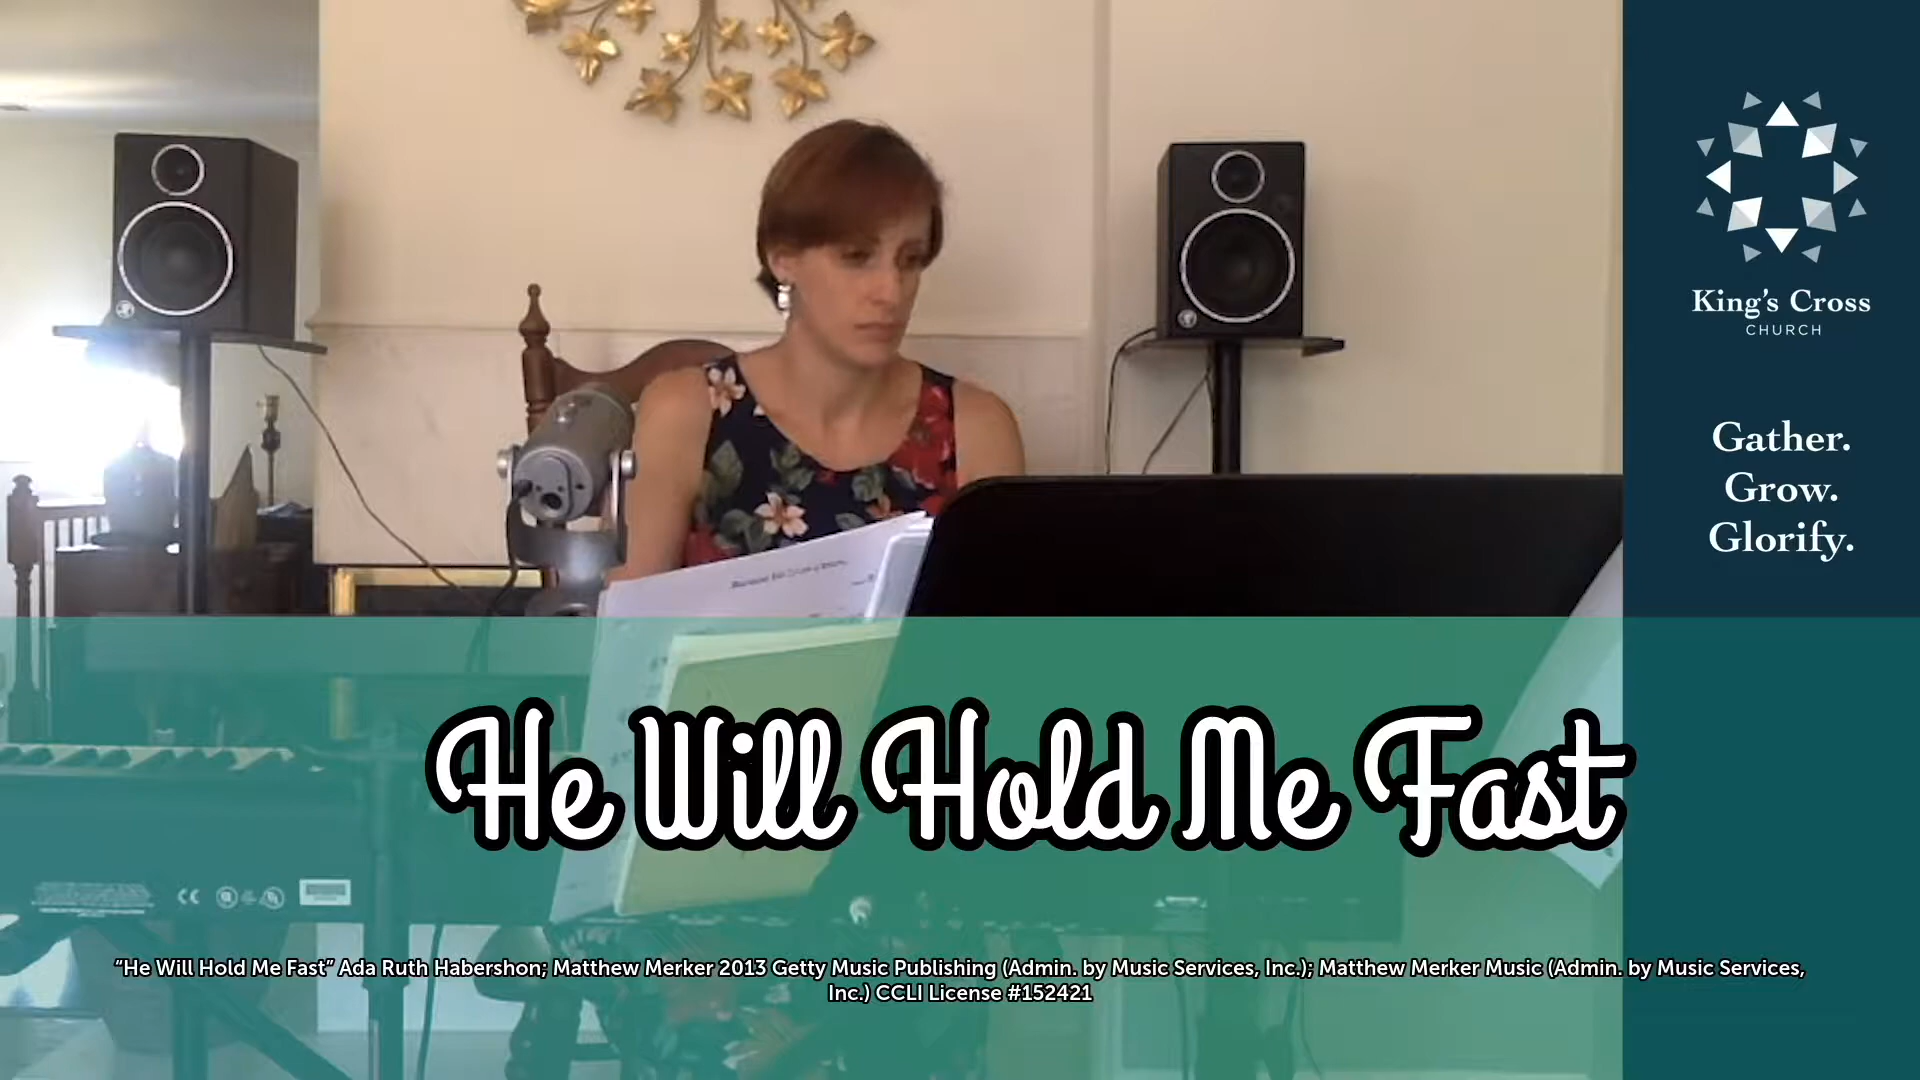 King's Cross
CHURCH
Gather.
Grow.
Glorify.
He Will Hold Me Fast
“He Will Hold Me Fast” Ada Ruth Habershon; Matthew Merker 2013 Getty Music Publishing (Admin. by Music Services, Inc.); Matthew Merker Music (Admin. by Music Services,
Inc.) CCLI License #152421